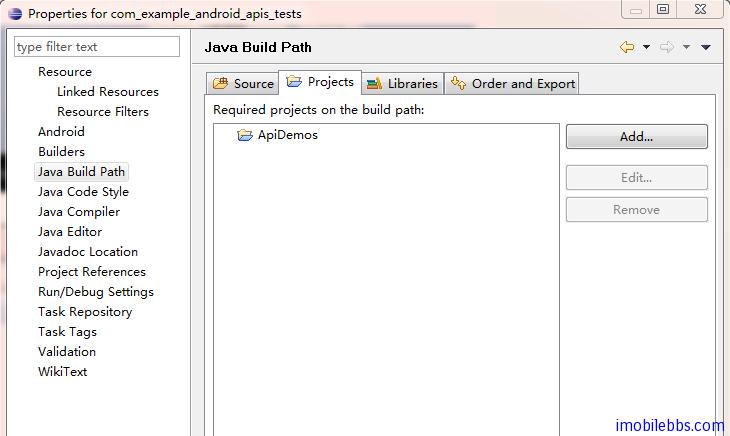 Properties for com_example_android_apis_tests
type filter text
Resource
Linked Resources
Resource Filters
Android
Builders
Java Build Path
Java Code Style
Java Compiler
Java Editor
Javadoc Location
Project References
Run/Debug Settings
Task Repository
Task Tags
Validation
WikiText
Java Build Path
Source Projects Libraries Order and Export
Required projects on the build path:
ApiDemos
Add...
Edit...
Remove
imobilebbs.com